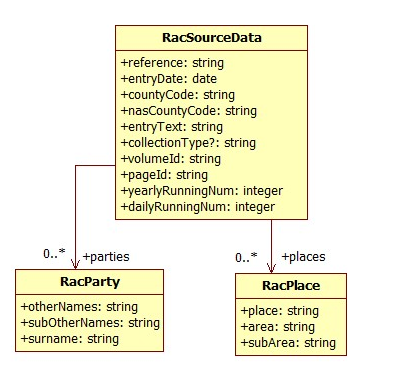 RacSourceData
+reference: string
+entryDate: date
+countyCode: string
+nasCountyCode: string
+entryText: string
+collectionType?: string
+volumeId: string
+pageId: string
+yearlyRunningNum: integer
+dailyRunningNum: integer
0..* +parties
0..* +places
RacParty
+otherNames: string
+subOtherNames: string
+surname: string
RacPlace
+place: string
+area: string
+subArea: string